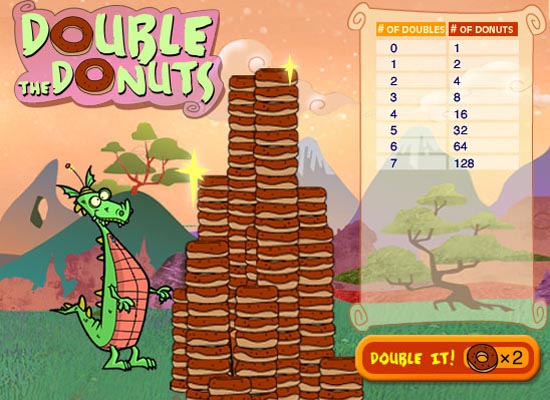 DOUBLE
THE DONUTS
# OF DOUBLES # OF DONUTS
0 1
1 2
2 4
3 8
4 16
5 32
6 64
7 128
DOUBLE IT! ×2